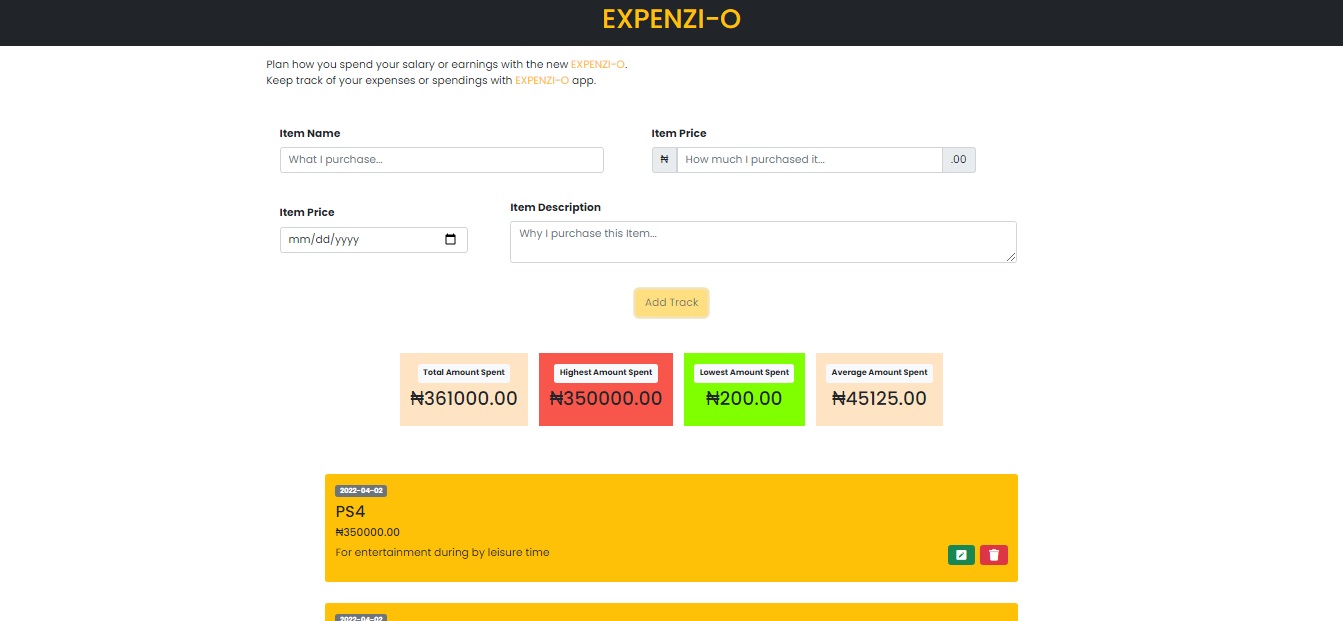 EXPENZI-O
Plan how you spend your salary or earnings with the new EXPENZI-O.
Keep track of your expenses or spendings with EXPENZI-O app.
Item Name
What I purchase...
Item Price
₦ How much I purchased it... .00
Item Price
mm/dd/yyyy
Item Description
Why I purchase this Item...
Add Track
Total Amount Spent
₦361000.00
Highest Amount Spent
₦350000.00
Lowest Amount Spent
₦200.00
Average Amount Spent
₦45125.00
2022-04-02
PS4
₦350000.00
For entertainment during by leisure time
2022-04-02